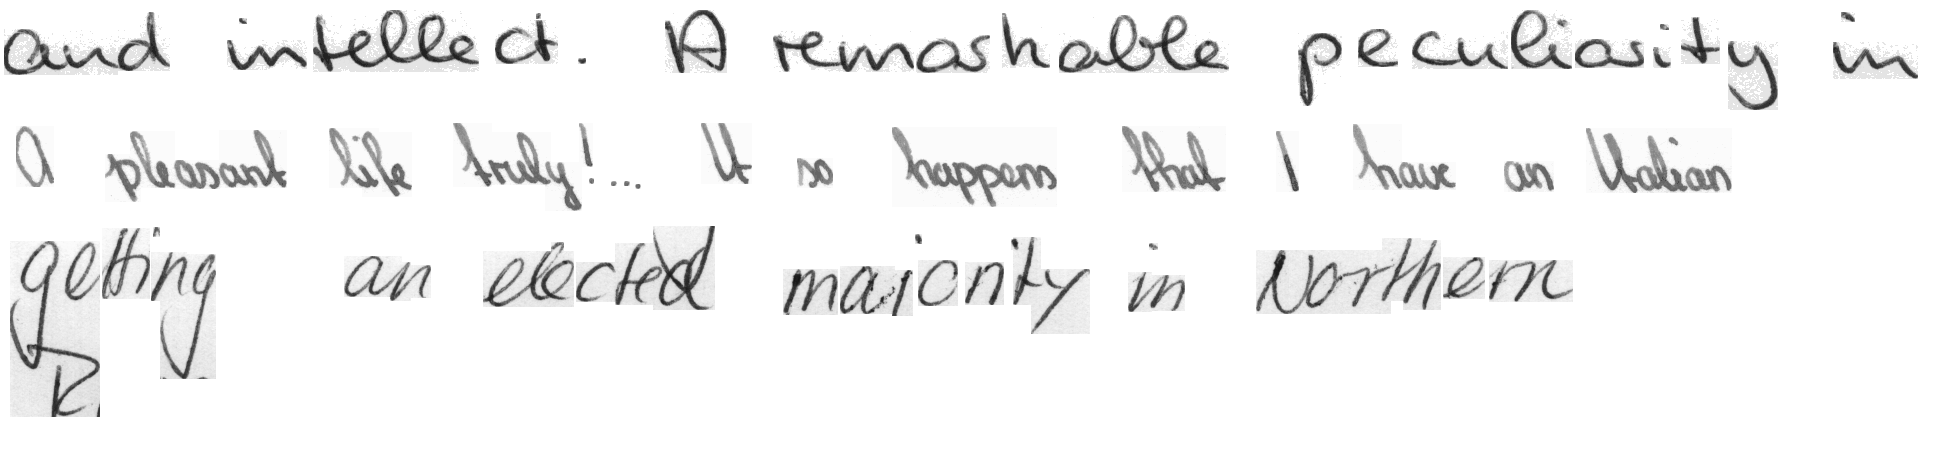 and intellect. A remarkable peculiarity in
A pleasant life truly!... It so happens that I have an Italian
getting an elected majority in Northern